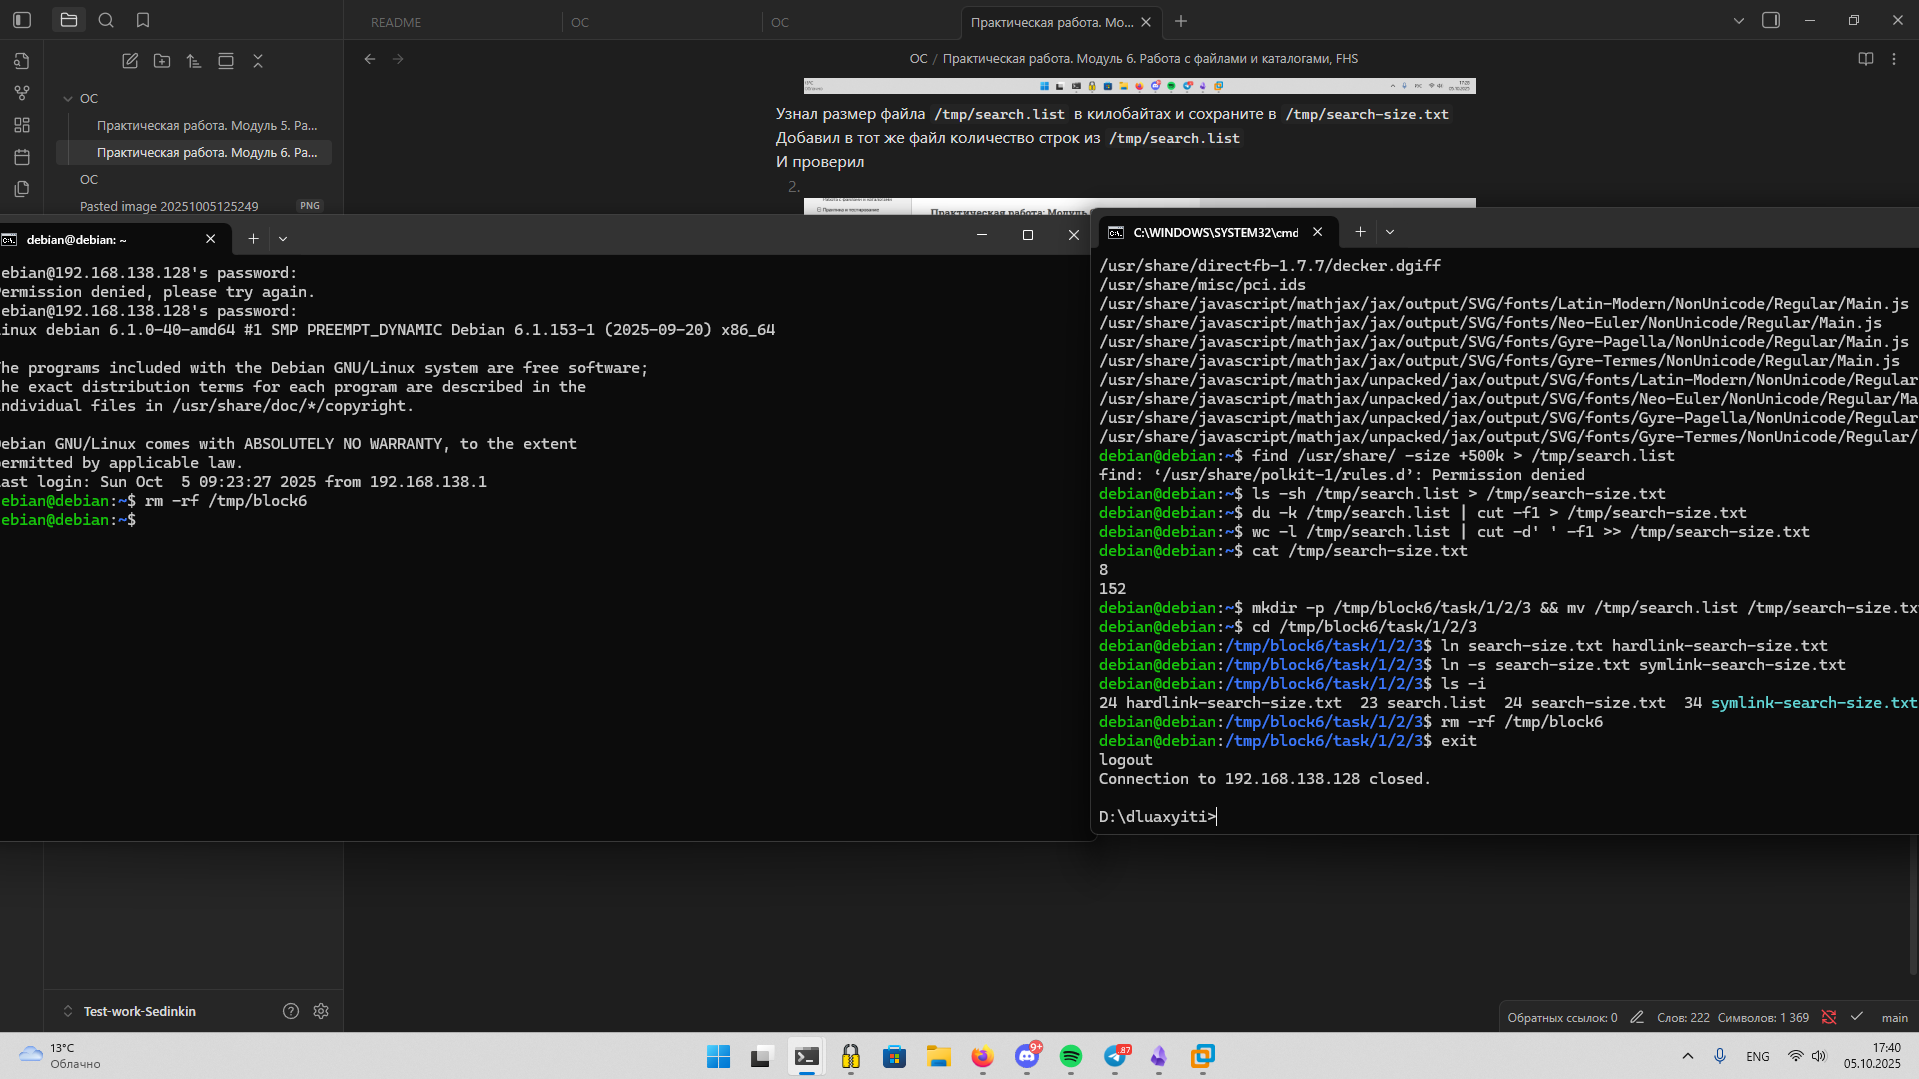 README
ОС
ОС
Практическая работа. Мо...
ОС / Практическая работа. Модуль 6. Работа с файлами и каталогами, FHS
ОС
Практическая работа. Модуль 5. Ра...
Практическая работа. Модуль 6. Ра...
ОС
Pasted image 20251005125249 PNG
Узнал размер файла /tmp/search.list в килобайтах и сохраните в /tmp/search-size.txt
Добавил в тот же файл количество строк из /tmp/search.list
И проверил
2.
debian@debian: ~
ebian@192.168.138.128's password:
ermission denied, please try again.
ebian@192.168.138.128's password:
inux debian 6.1.0-40-amd64 #1 SMP PREEMPT_DYNAMIC Debian 6.1.153-1 (2025-09-20) x86_64
he programs included with the Debian GNU/Linux system are free software;
he exact distribution terms for each program are described in the
ndividual files in /usr/share/doc/*/copyright.
ebian GNU/Linux comes with ABSOLUTELY NO WARRANTY, to the extent
ermitted by applicable law.
ast login: Sun Oct  5 09:23:27 2025 from 192.168.138.1
ebian@debian:~$ rm -rf /tmp/block6
ebian@debian:~$
C:\WINDOWS\SYSTEM32\cmd
/usr/share/directfb-1.7.7/decker.dgiff
/usr/share/misc/pci.ids
/usr/share/javascript/mathjax/jax/output/SVG/fonts/Latin-Modern/NonUnicode/Regular/Main.js
/usr/share/javascript/mathjax/jax/output/SVG/fonts/Neo-Euler/NonUnicode/Regular/Main.js
/usr/share/javascript/mathjax/jax/output/SVG/fonts/Gyre-Pagella/NonUnicode/Regular/Main.js
/usr/share/javascript/mathjax/jax/output/SVG/fonts/Gyre-Termes/NonUnicode/Regular/Main.js
/usr/share/javascript/mathjax/unpacked/jax/output/SVG/fonts/Latin-Modern/NonUnicode/Regular
/usr/share/javascript/mathjax/unpacked/jax/output/SVG/fonts/Neo-Euler/NonUnicode/Regular/Ma
/usr/share/javascript/mathjax/unpacked/jax/output/SVG/fonts/Gyre-Pagella/NonUnicode/Regular
/usr/share/javascript/mathjax/unpacked/jax/output/SVG/fonts/Gyre-Termes/NonUnicode/Regular/
debian@debian:~$ find /usr/share/ -size +500k > /tmp/search.list
find: ‘/usr/share/polkit-1/rules.d’: Permission denied
debian@debian:~$ ls -sh /tmp/search.list > /tmp/search-size.txt
debian@debian:~$ du -k /tmp/search.list | cut -f1 > /tmp/search-size.txt
debian@debian:~$ wc -l /tmp/search.list | cut -d' ' -f1 >> /tmp/search-size.txt
debian@debian:~$ cat /tmp/search-size.txt
8
152
debian@debian:~$ mkdir -p /tmp/block6/task/1/2/3 && mv /tmp/search.list /tmp/search-size.tx
debian@debian:~$ cd /tmp/block6/task/1/2/3
debian@debian:/tmp/block6/task/1/2/3$ ln search-size.txt hardlink-search-size.txt
debian@debian:/tmp/block6/task/1/2/3$ ln -s search-size.txt symlink-search-size.txt
debian@debian:/tmp/block6/task/1/2/3$ ls -i
24 hardlink-search-size.txt  23 search.list  24 search-size.txt  34 symlink-search-size.txt
debian@debian:/tmp/block6/task/1/2/3$ rm -rf /tmp/block6
debian@debian:/tmp/block6/task/1/2/3$ exit
logout
Connection to 192.168.138.128 closed.
D:\dluaxyiti>
Test-work-Sedinkin
Обратных ссылок: 0
Слов: 222 Символов: 1 369
main
13°C
Облачно
9+
87
ENG
17:40
05.10.2025